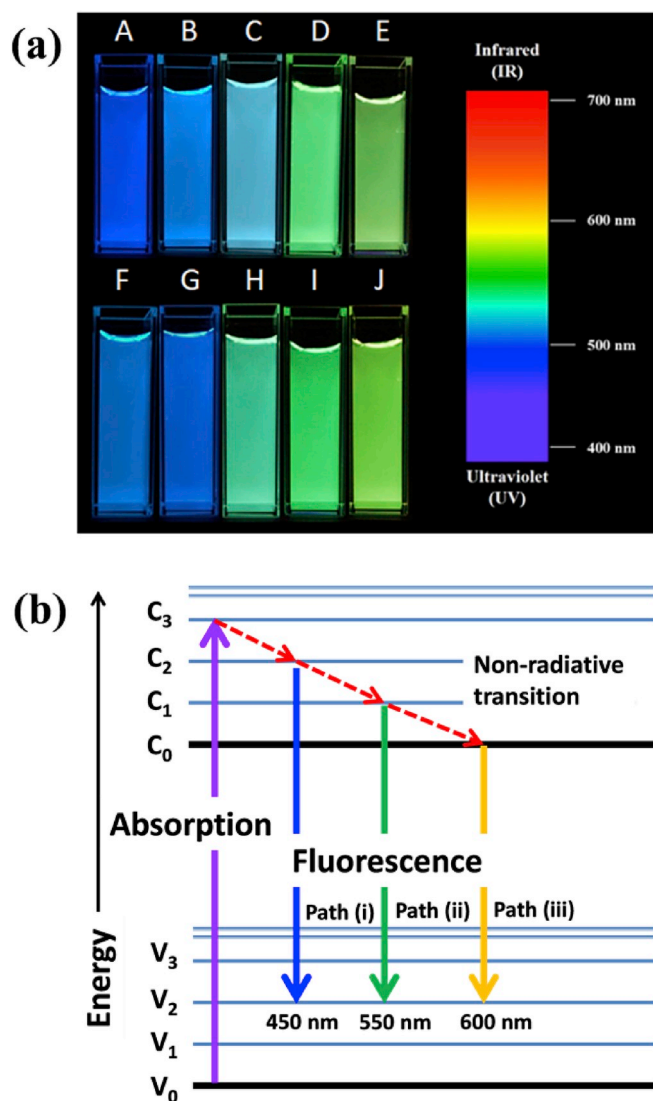 (a)
A B C D E
F G H I J
Infrared
(IR)
700 nm
600 nm
500 nm
400 nm
Ultraviolet
(UV)
(b)
Energy
C₃
C₂
C₁
C₀
Non-radiative
transition
Absorption
Fluorescence
Path (i) Path (ii) Path (iii)
V₃
V₂
450 nm 550 nm 600 nm
V₁
V₀